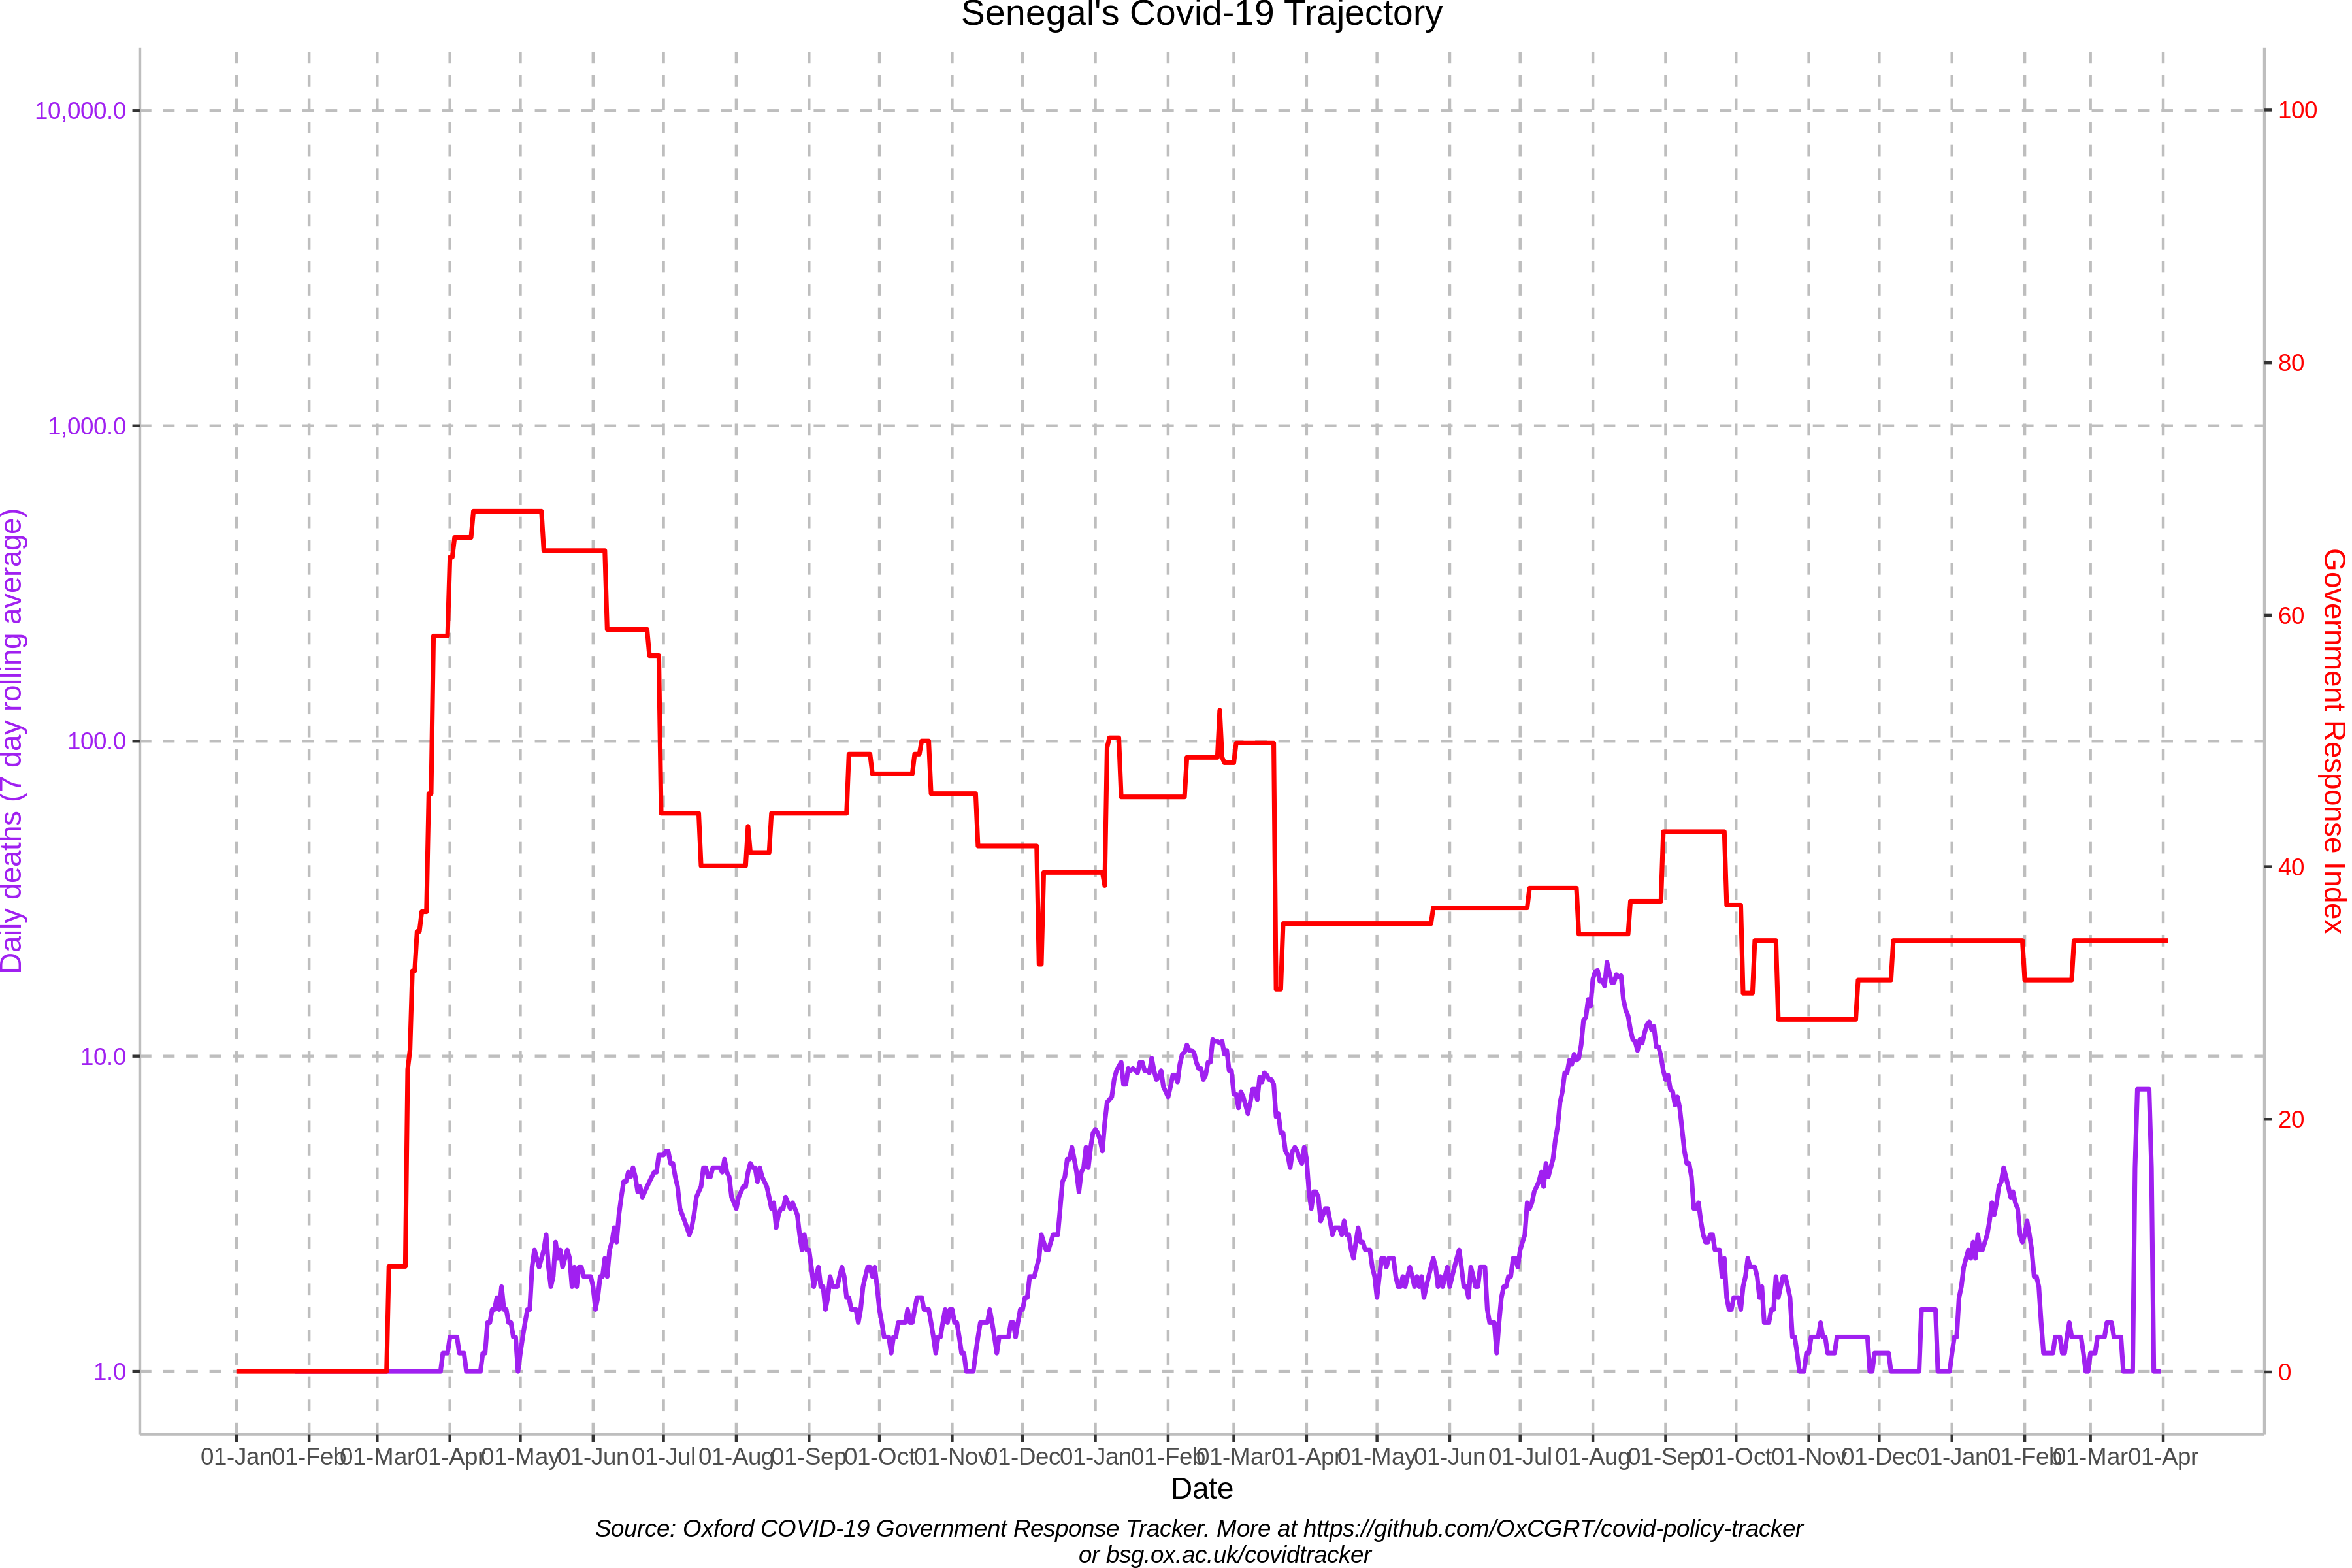 Senegal's Covid-19 Trajectory
10,000.0
1,000.0
100.0
10.0
1.0
Daily deaths (7 day rolling average)
100
80
60
40
20
0
Government Response Index
01-Jan 01-Feb 01-Mar 01-Apr 01-May 01-Jun 01-Jul 01-Aug 01-Sep 01-Oct 01-Nov 01-Dec 01-Jan 01-Feb 01-Mar 01-Apr 01-May 01-Jun 01-Jul 01-Aug 01-Sep 01-Oct 01-Nov 01-Dec 01-Jan 01-Feb 01-Mar 01-Apr
Date
Source: Oxford COVID-19 Government Response Tracker. More at https://github.com/OxCGRT/covid-policy-tracker
or bsg.ox.ac.uk/covidtracker